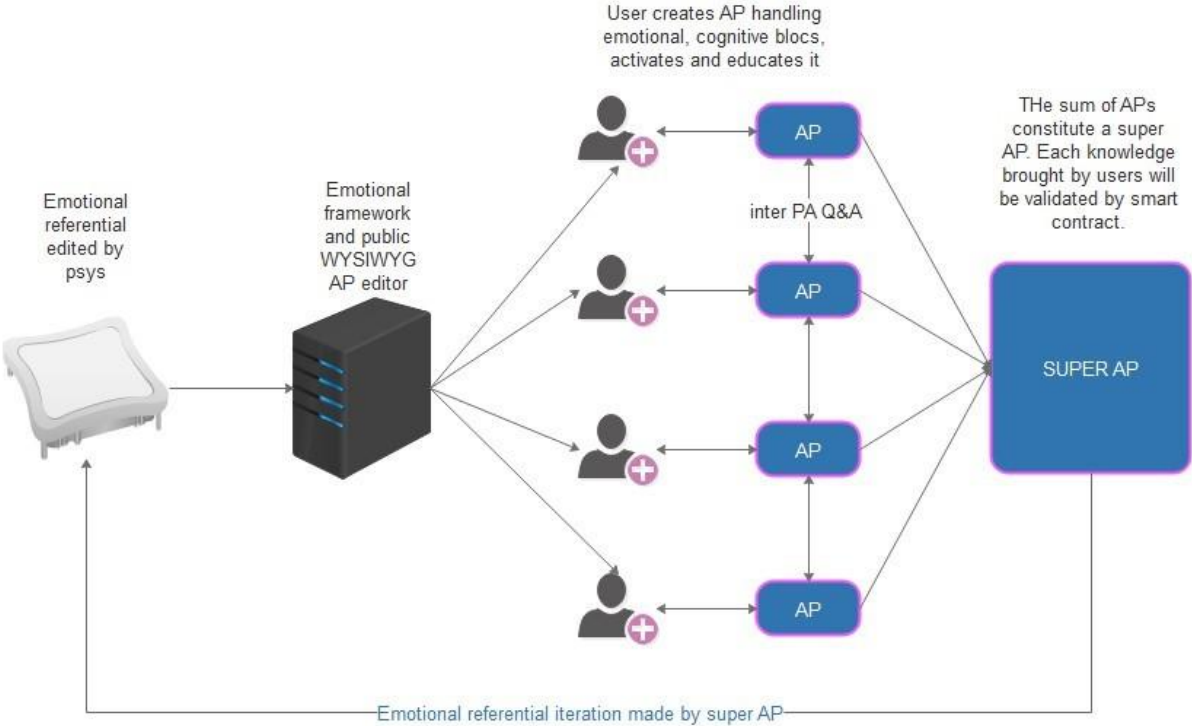 User creates AP handling
emotional, cognitive blocs,
activates and educates it
THe sum of APs
constitute a super
AP. Each knowledge
brought by users will
be validated by smart
contract.
Emotional
referential
edited by
psys
Emotional
framework
and public
WYSIWYG
AP editor
AP
inter PA Q&A
AP
SUPER AP
AP
AP
Emotional referential iteration made by super AP